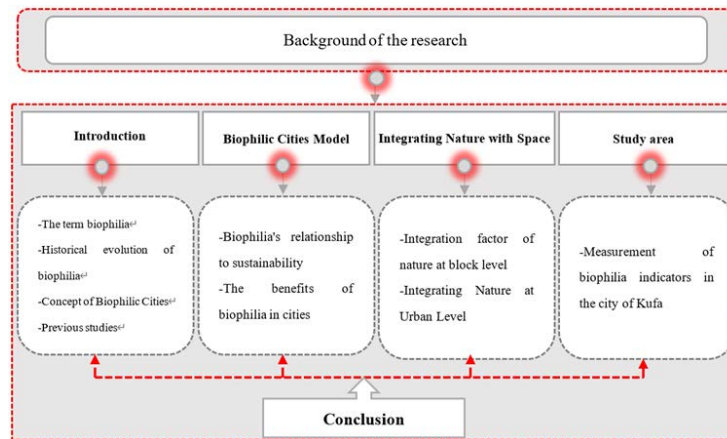 Background of the research
Introduction
Biophilic Cities Model
Integrating Nature with Space
Study area
-The term biophilia↵
-Historical evolution of
biophilia↵
-Concept of Biophilic Cities↵
-Previous studies↵
-Biophilia's relationship
to sustainability
-The benefits of
biophilia in cities
-Integration factor of
nature at block level
-Integrating Nature at
Urban Level
-Measurement of
biophilia indicators in
the city of Kufa
Conclusion